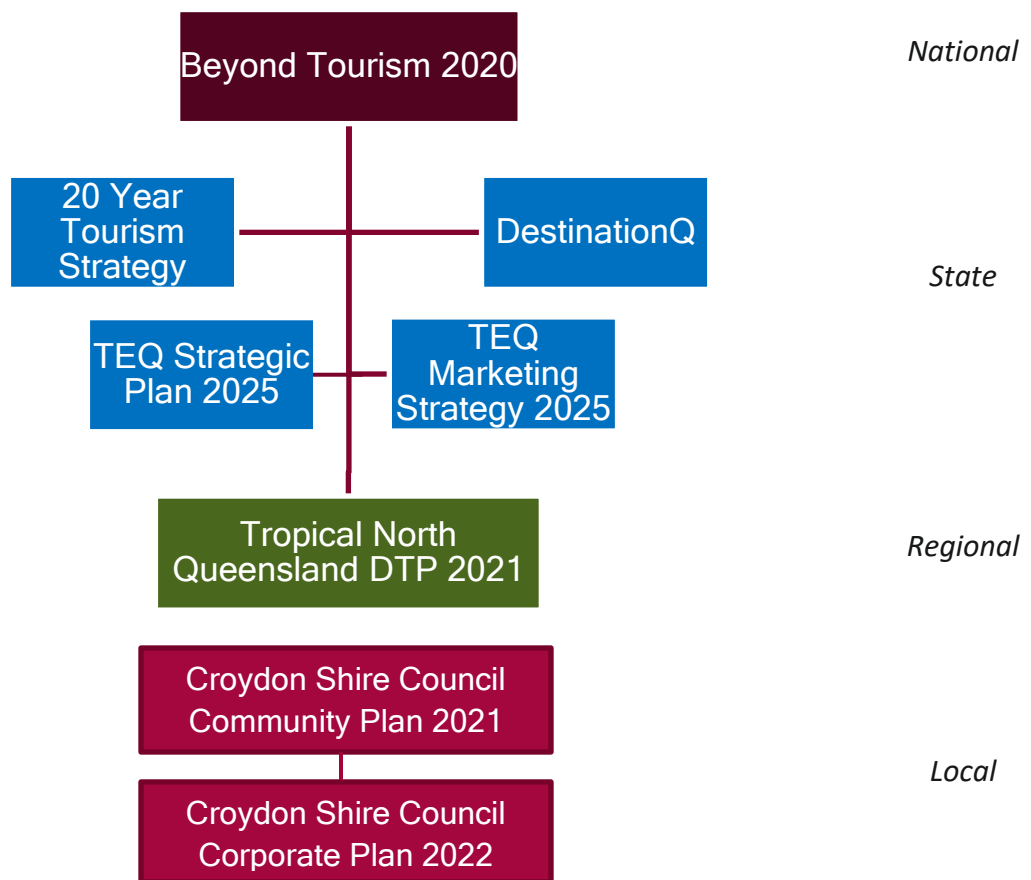 Beyond Tourism 2020
National
20 Year
Tourism
Strategy
DestinationQ
State
TEQ Strategic
Plan 2025
TEQ
Marketing
Strategy 2025
Tropical North
Queensland DTP 2021
Regional
Croydon Shire Council
Community Plan 2021
Local
Croydon Shire Council
Corporate Plan 2022